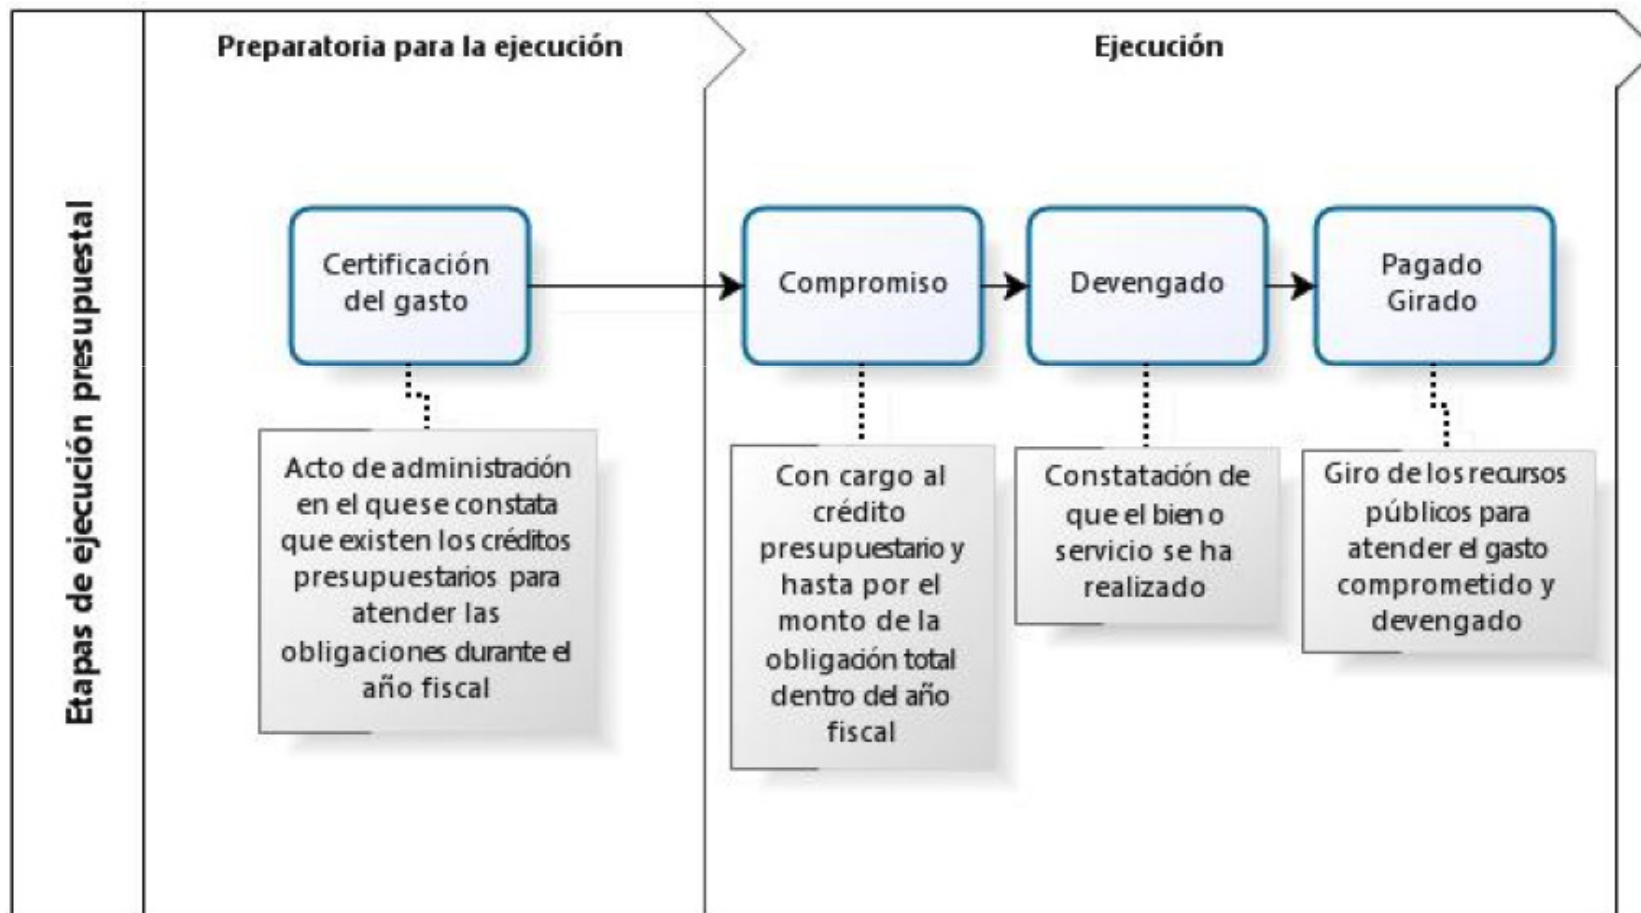 Etapas de ejecución presupuestal
Preparatoria para la ejecución
Ejecución
Certificación
del gasto
Compromiso
Devengado
Pagado
Girado
Acto de administración
en el que se constata
que existen los créditos
presupuestarios para
atender las
obligaciones durante el
año fiscal
Con cargo al
crédito
presupuestario y
hasta por el
monto de la
obligación total
dentro del año
fiscal
Constatación de
que el bien o
servicio se ha
realizado
Giro de los recursos
públicos para
atender el gasto
comprometido y
devengado